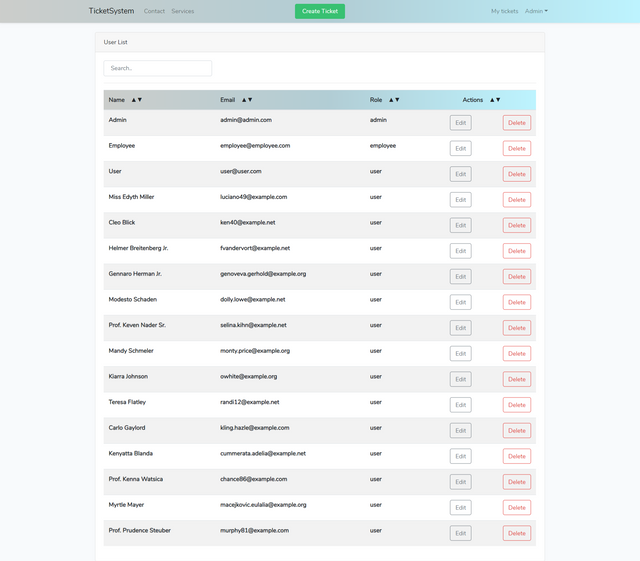 TicketSystem Contact Services Create Ticket My tickets Admin
User List
Search..
Name ▲▼ Email ▲▼ Role ▲▼ Actions ▲▼
Admin admin@admin.com admin Edit Delete
Employee employee@employee.com employee Edit Delete
User user@user.com user Edit Delete
Miss Edyth Miller luciano49@example.com user Edit Delete
Cleo Blick ken40@example.net user Edit Delete
Helmer Breitenberg Jr. fvandervort@example.net user Edit Delete
Gennaro Herman Jr. genoveva.gerhold@example.org user Edit Delete
Modesto Schaden dolly.lowe@example.net user Edit Delete
Prof. Keven Nader Sr. selina.kihn@example.net user Edit Delete
Mandy Schmeler monty.price@example.org user Edit Delete
Kiarra Johnson owhite@example.org user Edit Delete
Teresa Flatley randi12@example.net user Edit Delete
Carlo Gaylord kling.hazle@example.com user Edit Delete
Kenyatta Blanda cummerata.adelia@example.net user Edit Delete
Prof. Kenna Watsica chance86@example.com user Edit Delete
Myrtle Mayer macejkovic.eulalia@example.org user Edit Delete
Prof. Prudence Steuber murphy81@example.com user Edit Delete